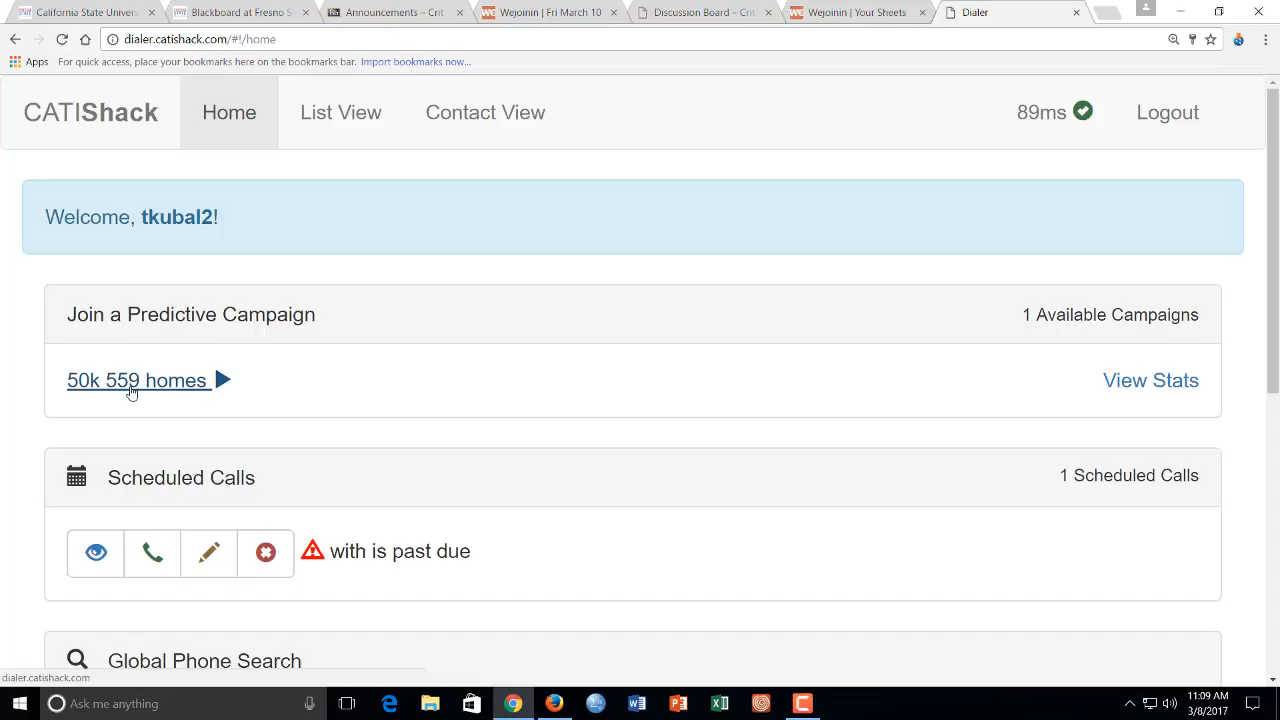 California State Univers
Blackboard at Fresno S
Announcements – Crit
Wejoinin | Fri March 10
Discussion Board – Crit
Wejoinin | Your Sheets
Dialer
dialer.catishack.com/#!/home
Apps
For quick access, place your bookmarks here on the bookmarks bar. Import bookmarks now...
CATIShack
Home
List View
Contact View
89ms
Logout
Welcome, tkubal2!
Join a Predictive Campaign
1 Available Campaigns
50k 559 homes
View Stats
Scheduled Calls
1 Scheduled Calls
with is past due
Global Phone Search
dialer.catishack.com
Ask me anything
11:09 AM
3/8/2017